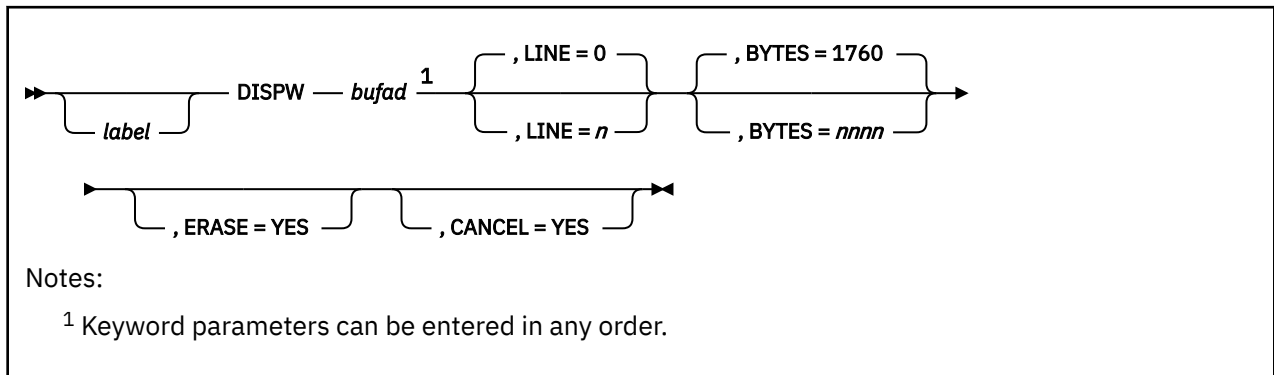 , LINE = 0 , BYTES = 1760
DISPW bufad 1
label , LINE = n , BYTES = nnnn
, ERASE = YES , CANCEL = YES
Notes:
1 Keyword parameters can be entered in any order.